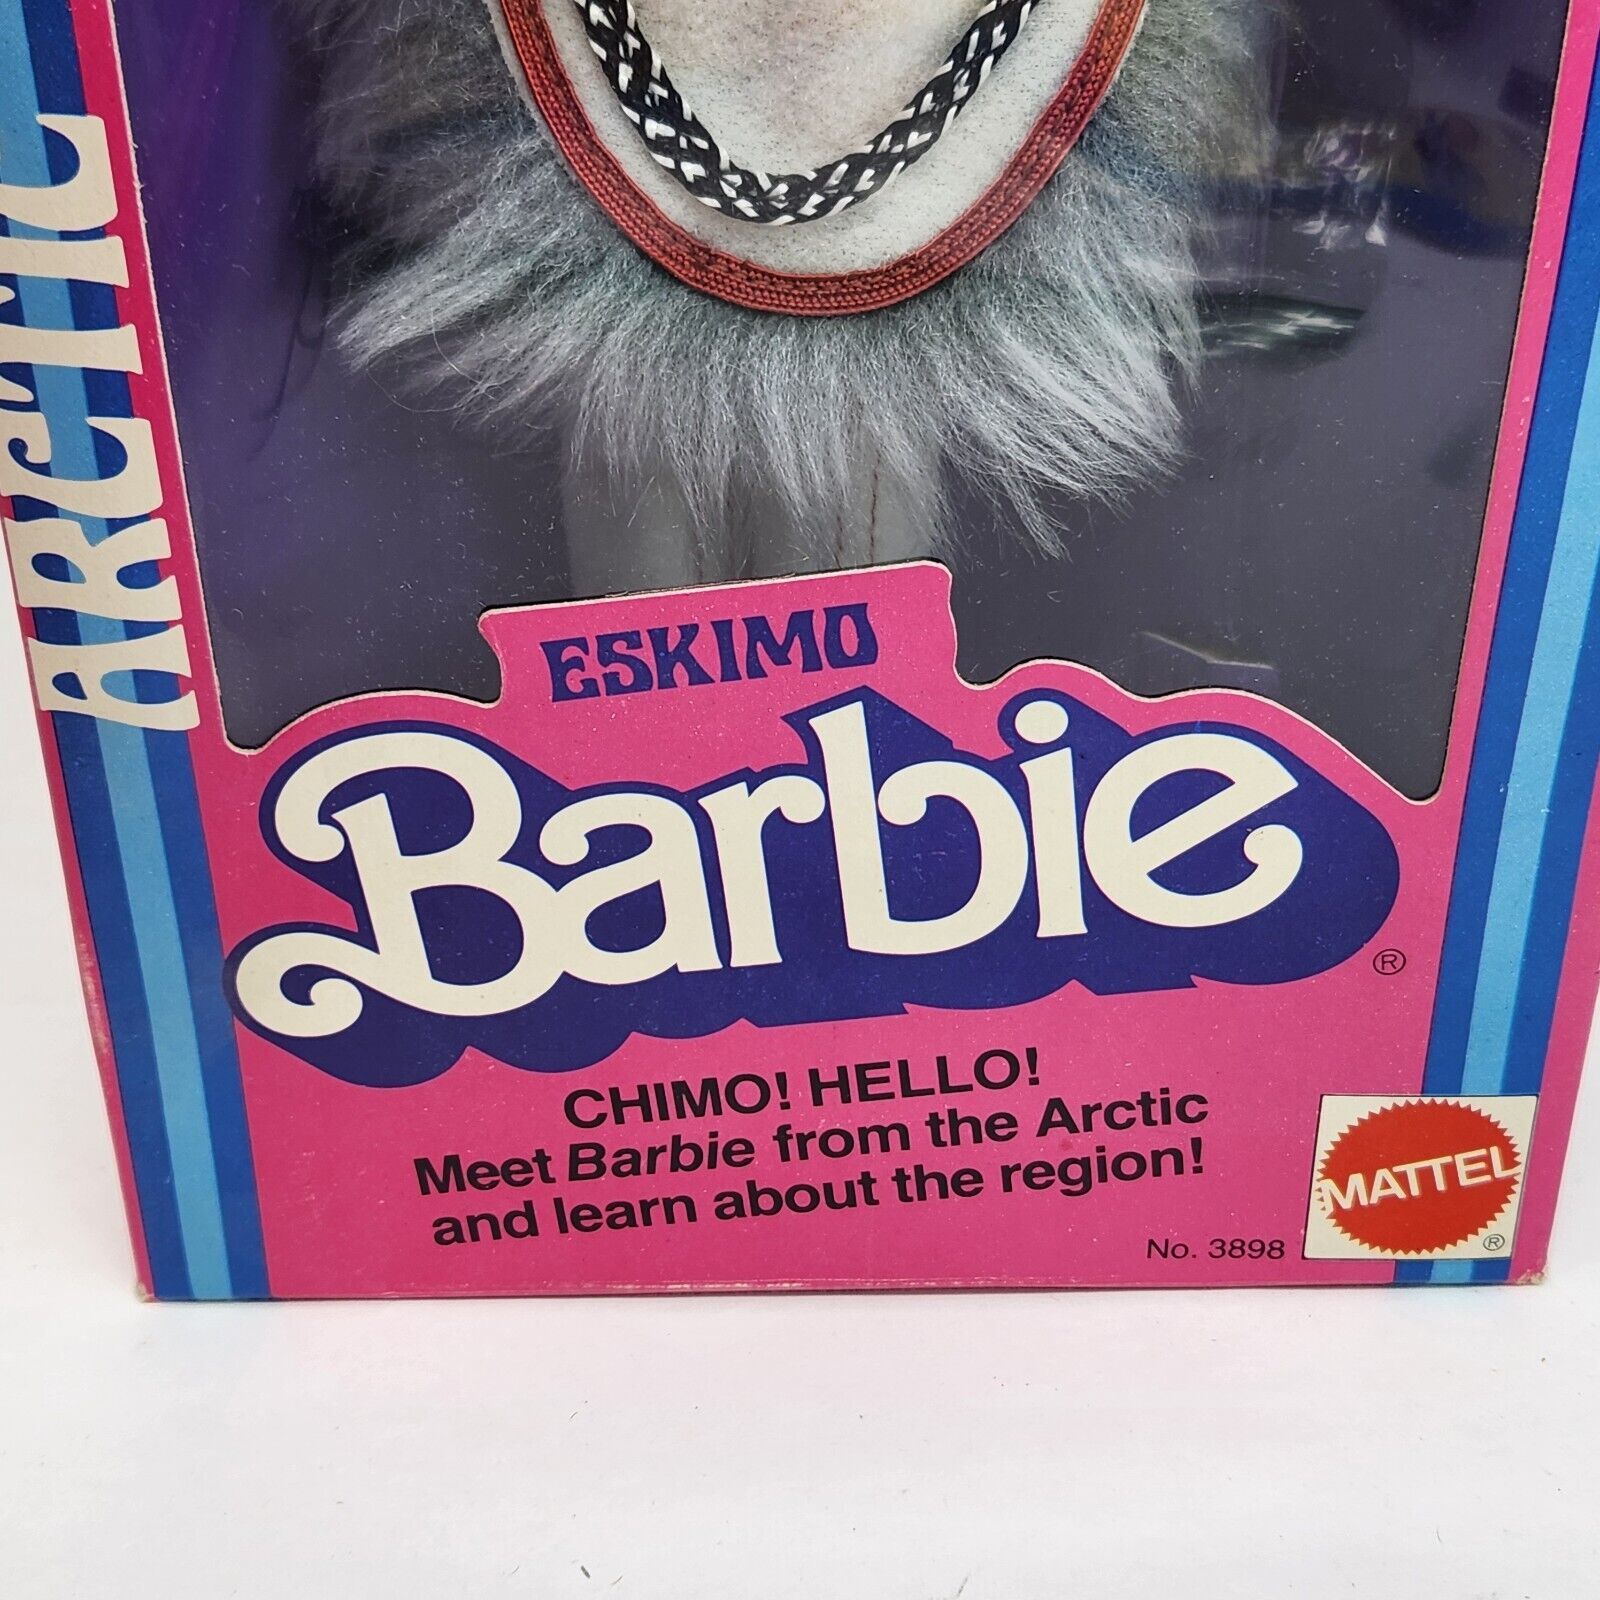 ARCTIC
ESKIMO
Barbie®
CHIMO! HELLO!
Meet Barbie from the Arctic
and learn about the region!
No. 3898
MATTEL®